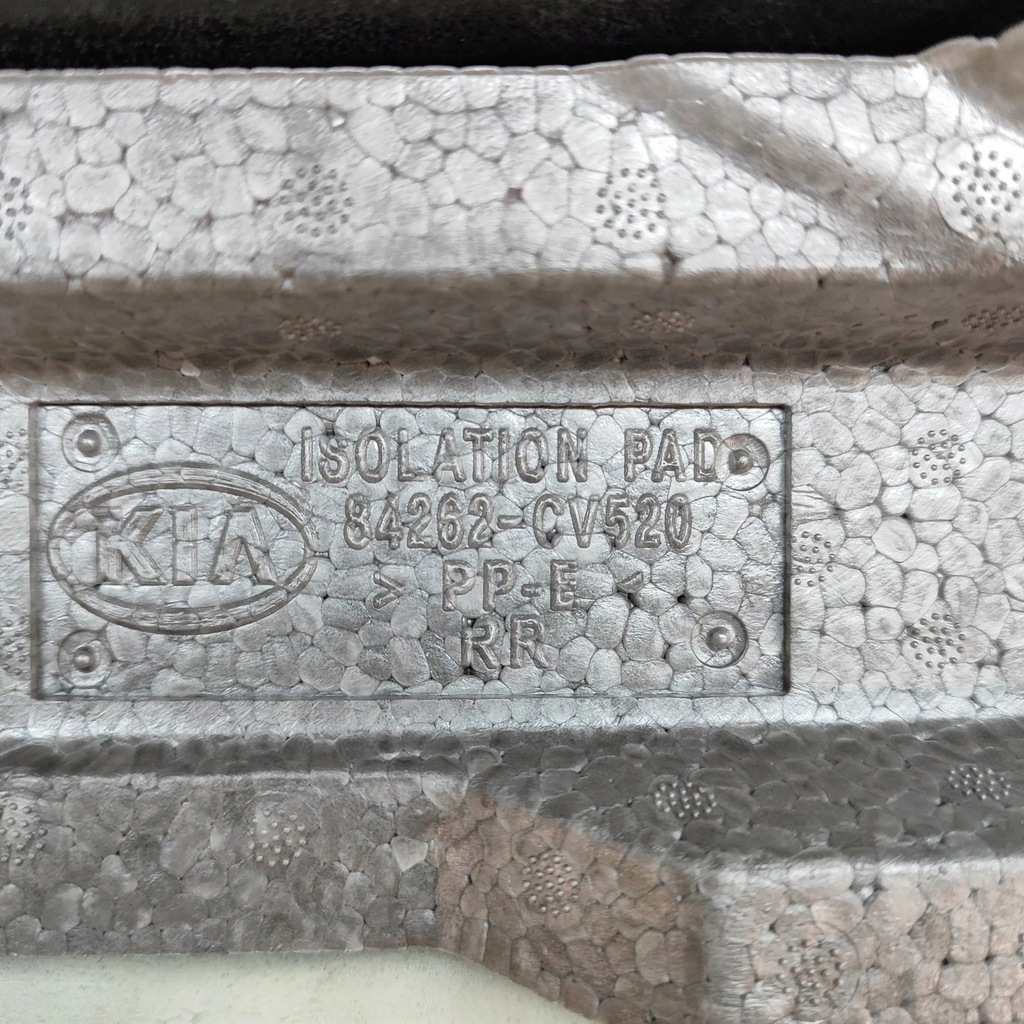 KIA
ISOLATION PAD
84262-CV520
> PP-E <
RR